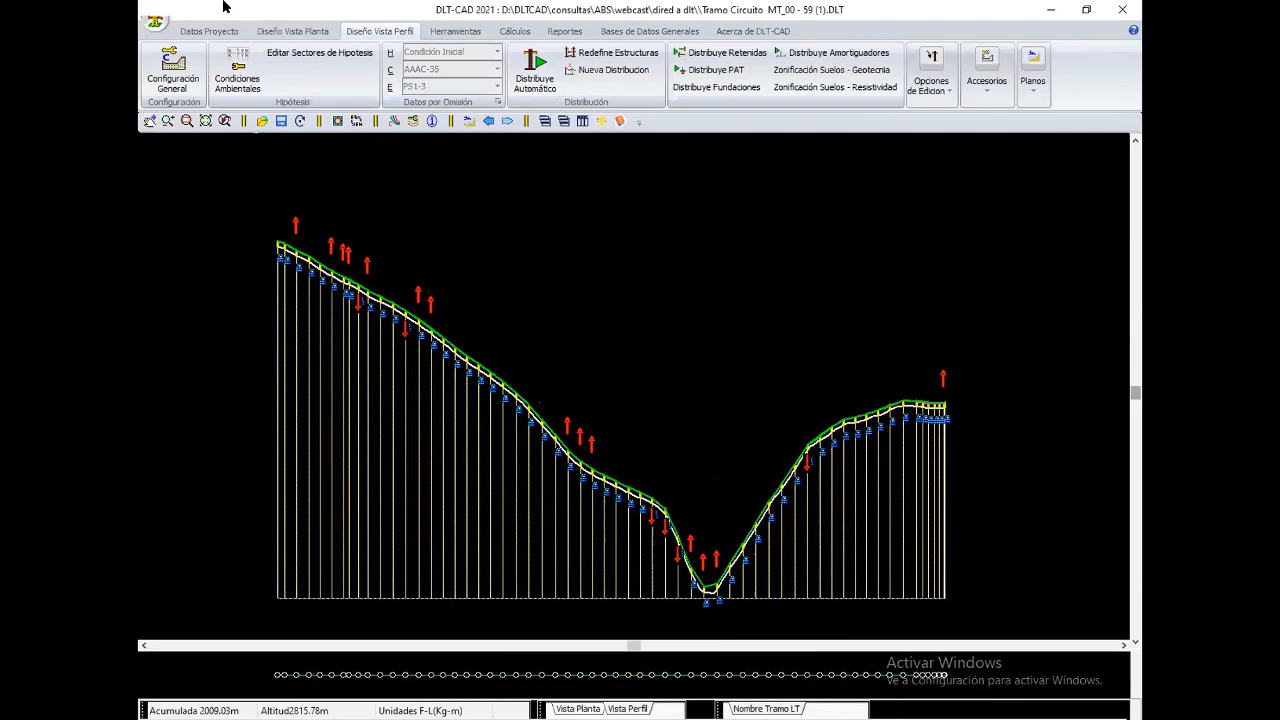 DLT-CAD 2021 : D:\DLTCAD\consultas\ABS\webcast\dired a dlt\\Tramo Circuito  MT_00 - 59 (1).DLT
Datos Proyecto
Diseño Vista Planta
Diseño Vista Perfil
Herramientas
Cálculos
Reportes
Bases de Datos Generales
Acerca de DLT-CAD
Configuración
General
Configuración
Condiciones
Ambientales
Editar Sectores de Hipotesis
Hipótesis
H Condición Inicial
C AAAC-35
E PS1-3
Datos por Omisión
Distribuye
Automático
Redefine Estructuras
Nueva Distribucion
Distribución
Distribuye Retenidas
Distribuye PAT
Distribuye Fundaciones
Distribuye Amortiguadores
Zonificación Suelos - Geotecnia
Zonificación Suelos - Resistividad
Opciones
de Edicion
Accesorios
Planos
Activar Windows
Ve a Configuración para activar Windows.
Acumulada 2009.03m
Altitud2815.78m
Unidades F-L(Kg-m)
Vista Planta
Vista Perfil
Nombre Tramo LT